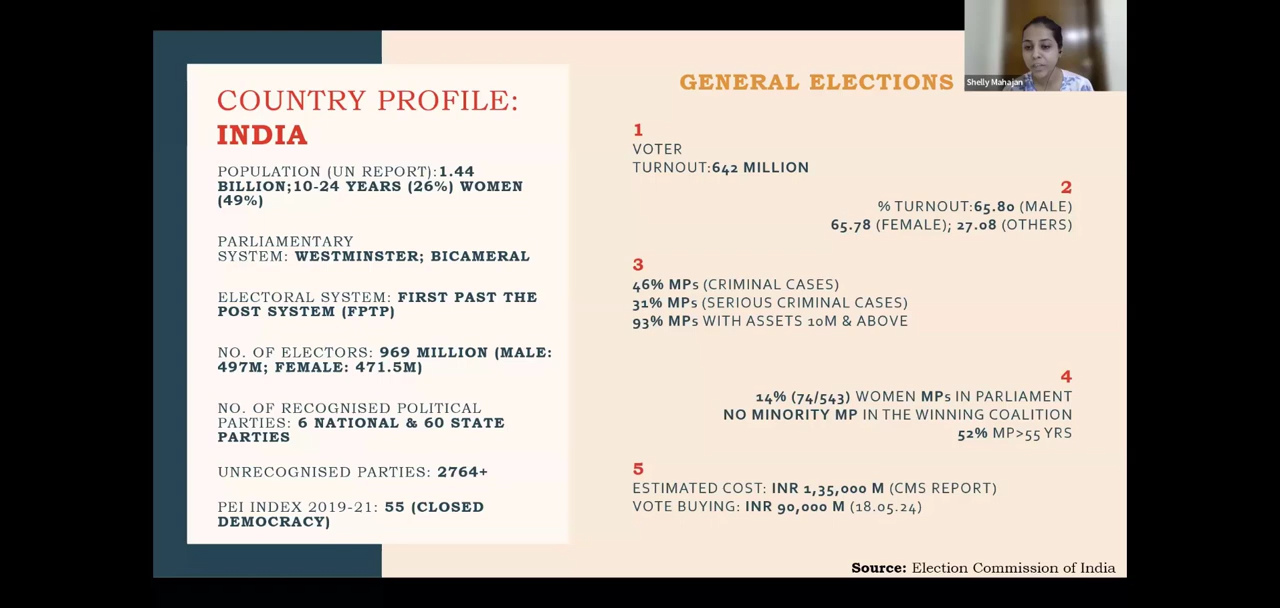 COUNTRY PROFILE:
INDIA
POPULATION (UN REPORT):1.44
BILLION;10-24 YEARS (26%) WOMEN
(49%)
PARLIAMENTARY
SYSTEM: WESTMINSTER; BICAMERAL
ELECTORAL SYSTEM: FIRST PAST THE
POST SYSTEM (FPTP)
NO. OF ELECTORS: 969 MILLION (MALE:
497M; FEMALE: 471.5M)
NO. OF RECOGNISED POLITICAL
PARTIES: 6 NATIONAL & 60 STATE
PARTIES
UNRECOGNISED PARTIES: 2764+
PEI INDEX 2019-21: 55 (CLOSED
DEMOCRACY)
GENERAL ELECTIONS
Shelly Mahajan
1
VOTER
TURNOUT:642 MILLION
2
% TURNOUT:65.80 (MALE)
65.78 (FEMALE); 27.08 (OTHERS)
3
46% MPs (CRIMINAL CASES)
31% MPs (SERIOUS CRIMINAL CASES)
93% MPs WITH ASSETS 10M & ABOVE
4
14% (74/543) WOMEN MPs IN PARLIAMENT
NO MINORITY MP IN THE WINNING COALITION
52% MP>55 YRS
5
ESTIMATED COST: INR 1,35,000 M (CMS REPORT)
VOTE BUYING: INR 90,000 M (18.05.24)
Source: Election Commission of India